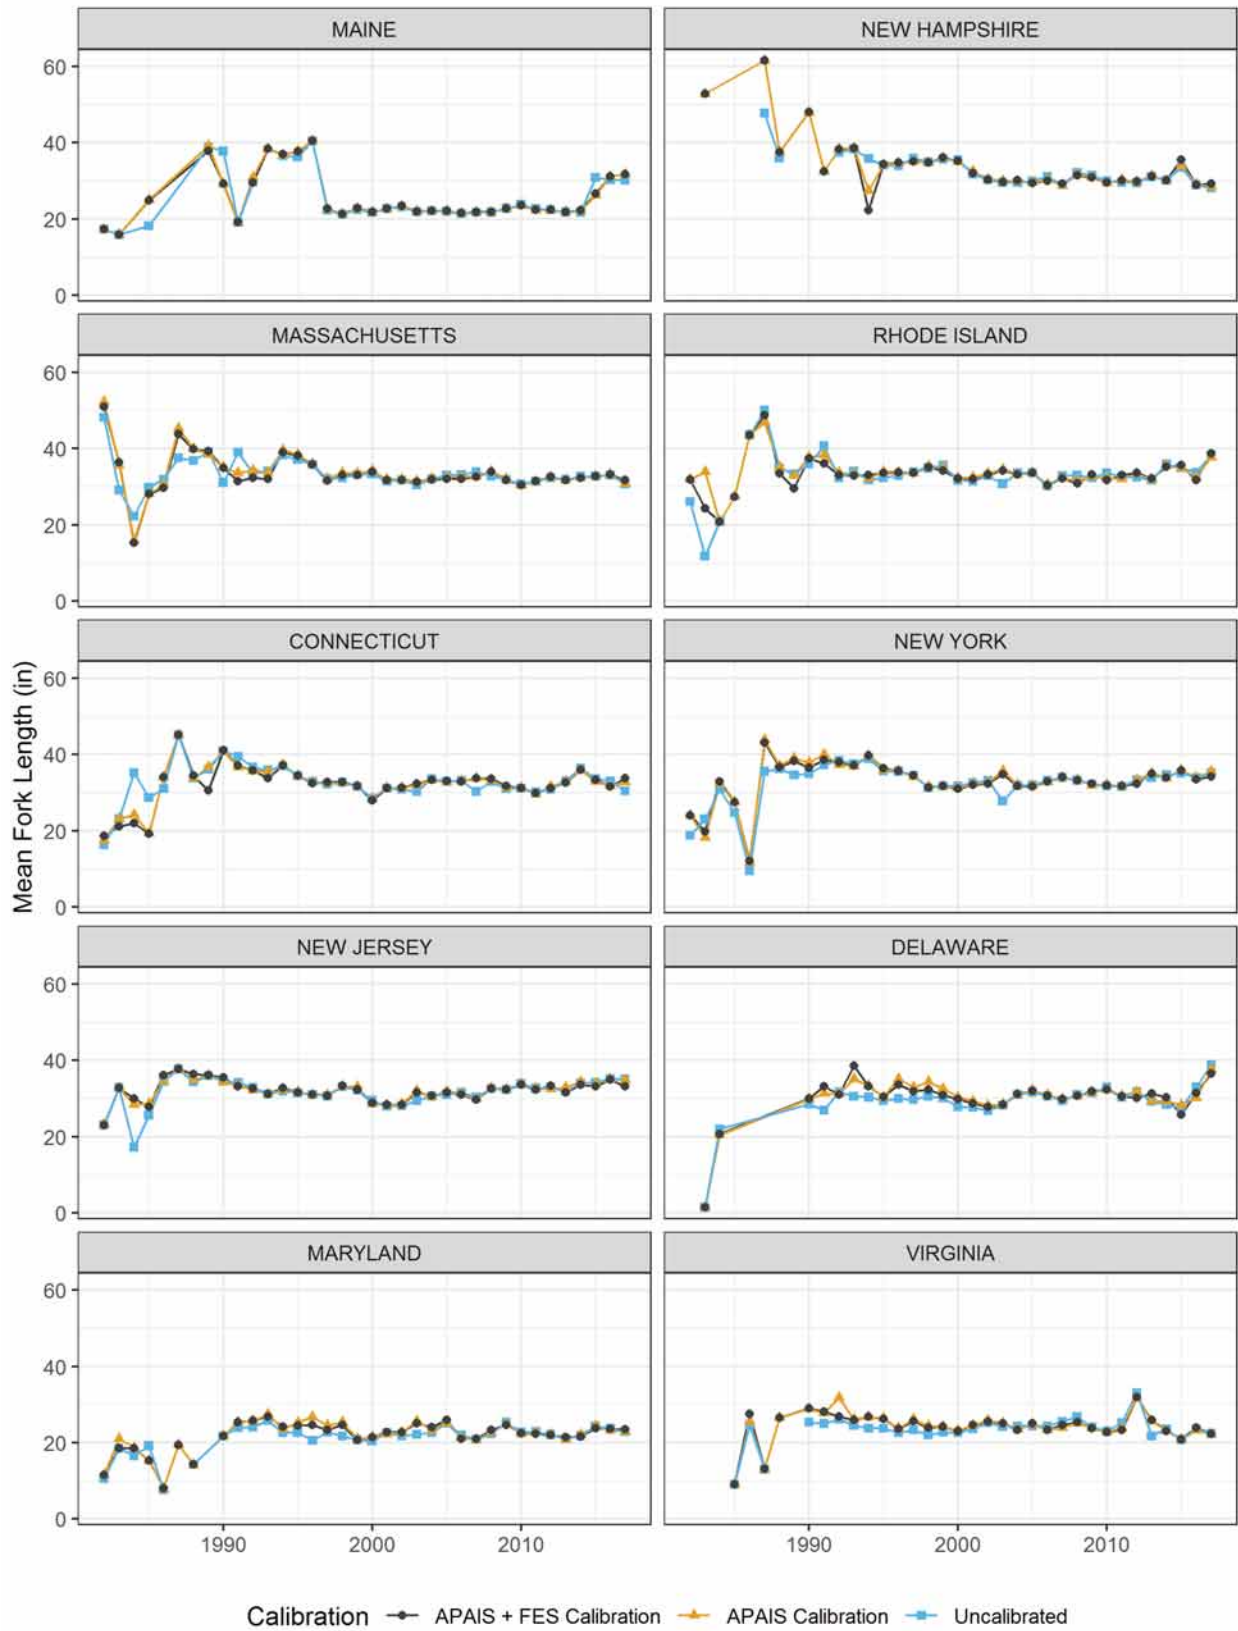 MAINE
NEW HAMPSHIRE
60
40
20
0
MASSACHUSETTS
RHODE ISLAND
60
40
20
0
CONNECTICUT
NEW YORK
60
40
20
0
Mean Fork Length (in)
NEW JERSEY
DELAWARE
60
40
20
0
MARYLAND
VIRGINIA
60
40
20
0
1990 2000 2010
1990 2000 2010
Calibration APAIS + FES Calibration APAIS Calibration Uncalibrated